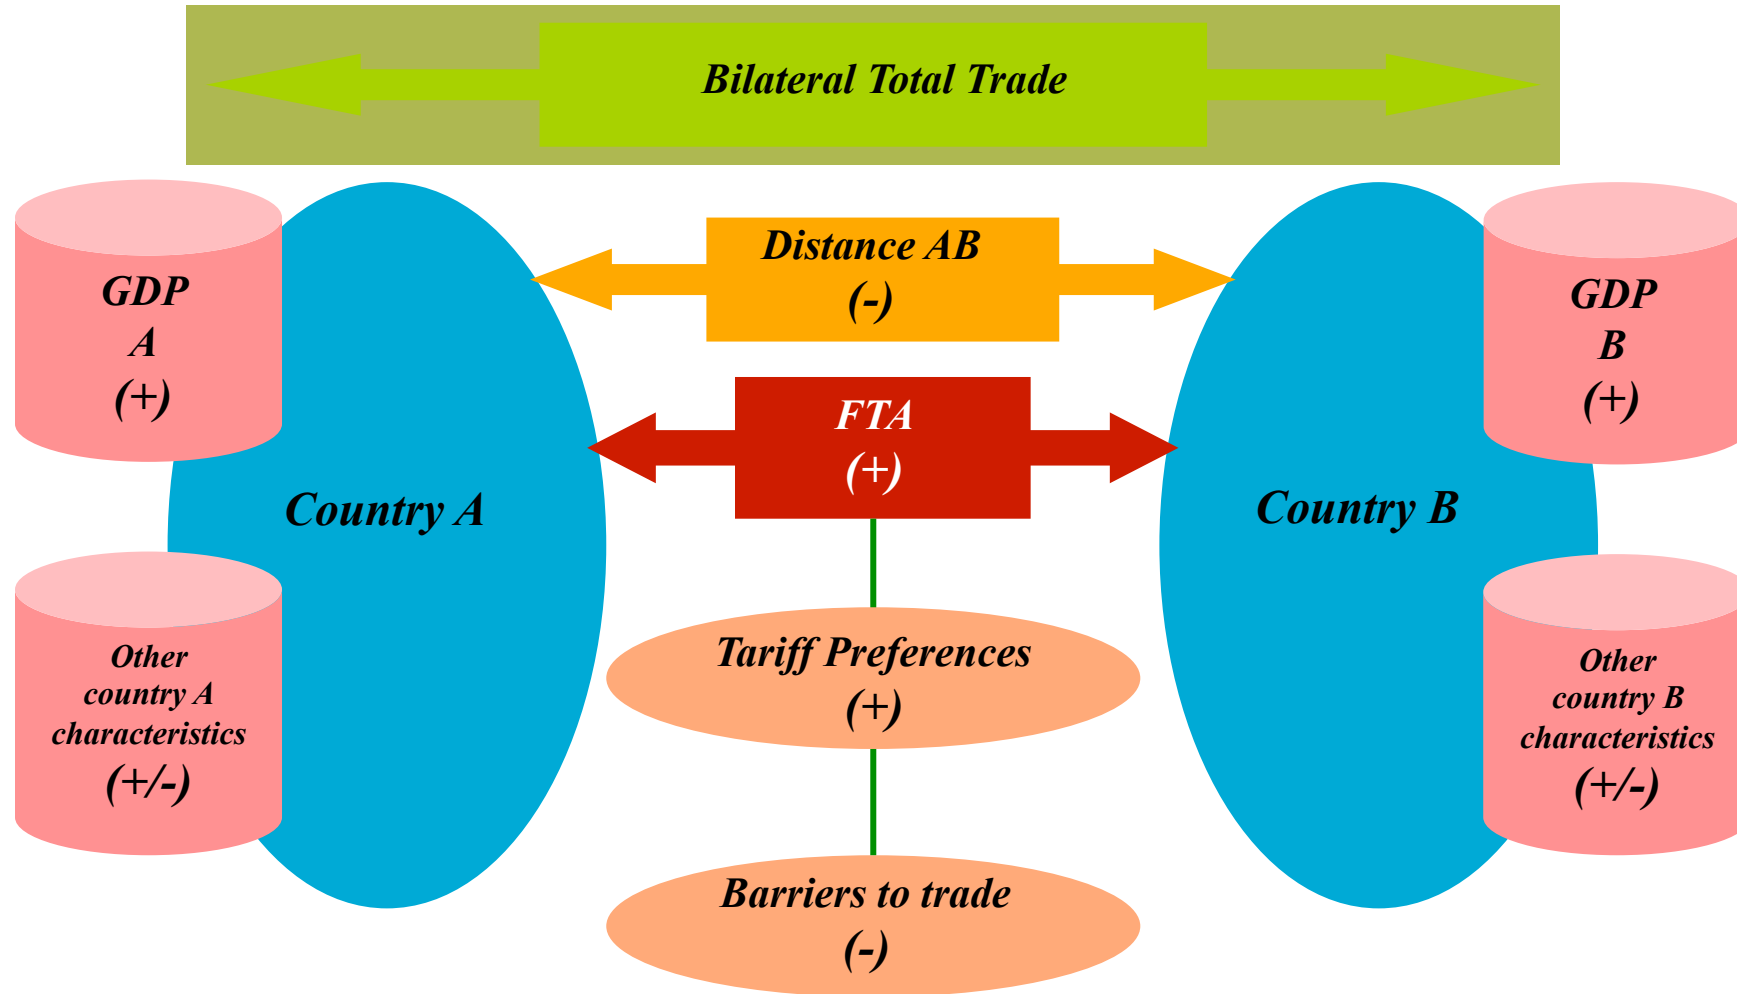 Bilateral Total Trade
GDP
A
(+)
Distance AB
(-)
GDP
B
(+)
FTA
(+)
Country A
Country B
Other
country A
characteristics
(+/-)
Tariff Preferences
(+)
Other
country B
characteristics
(+/-)
Barriers to trade
(-)